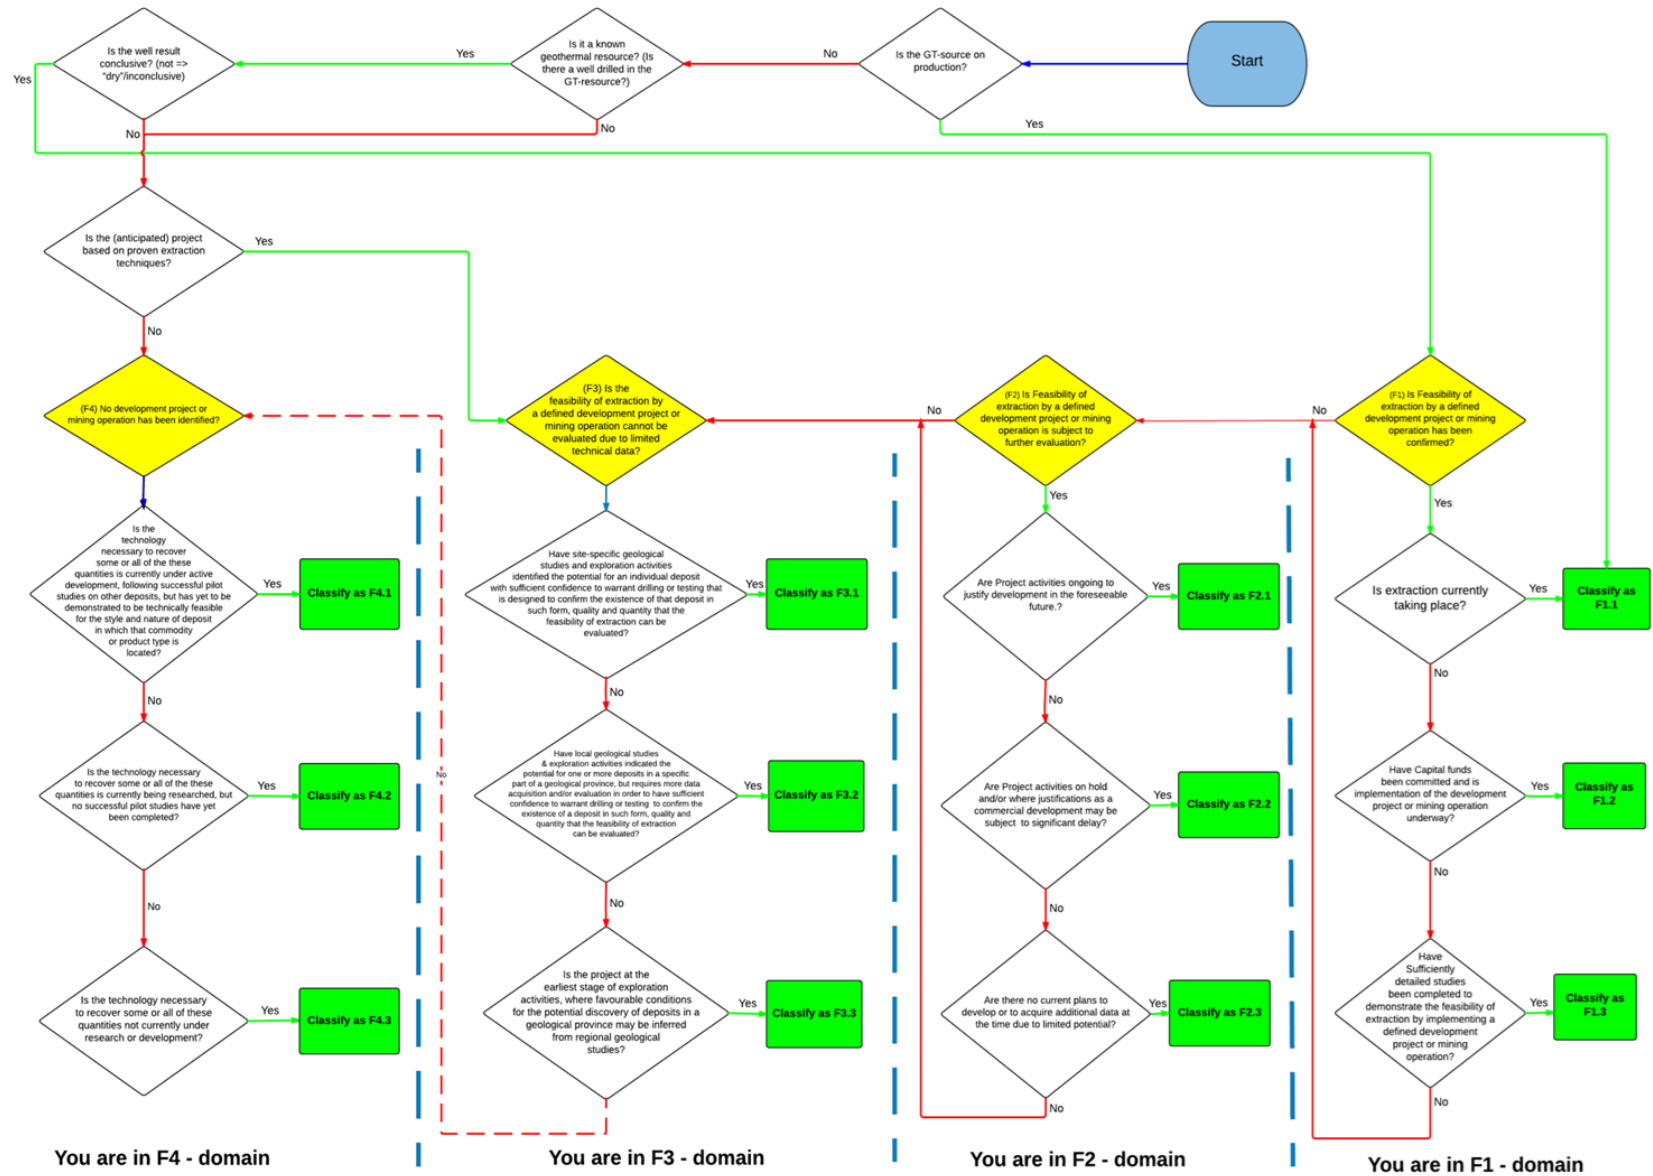 Is the well result
conclusive? (not =>
"dry"/inconclusive)
Yes
Is it a known
geothermal resource? (Is
there a well drilled in the
GT-resource?)
No
Is the GT-source on
production?
Start
Yes
No
No
Yes
Is the (anticipated) project
based on proven extraction
techniques?
Yes
No
(F4) No development project or
mining operation has been identified?
(F3) Is the
feasibility of extraction by
a defined development project or
mining operation cannot be
evaluated due to limited
technical data?
No
(F2) Is Feasibility of
extraction by a defined
development project or mining
operation is subject to
further evaluation?
No
(F1) Is Feasibility of
extraction by a defined
development project or mining
operation has been
confirmed?
Yes
Yes
Is the
technology
necessary to recover
some or all of the these
quantities is currently under active
development, following successful pilot
studies on other deposits, but has yet to be
demonstrated to be technically feasible
for the style and nature of deposit
in which that commodity
or product type is
located?
Yes
Classify as F4.1
Have site-specific geological
studies and exploration activities
identified the potential for an individual deposit
with sufficient confidence to warrant drilling or testing that
is designed to confirm the existence of that deposit in
such form, quality and quantity that the
feasibility of extraction can be
evaluated?
Yes
Classify as F3.1
Are Project activities ongoing to
justify development in the foreseeable
future.?
Yes
Classify as F2.1
Is extraction currently
taking place?
Yes
Classify as
F1.1
No
No
No
No
Is the technology necessary
to recover some or all of the these
quantities is currently being researched, but
no successful pilot studies have yet
been completed?
Yes
Classify as F4.2
No
Have local geological studies
& exploration activities indicated the
potential for one or more deposits in a specific
part of a geological province, but requires more data
acquisition and/or evaluation in order to have sufficient
confidence to warrant drilling or testing to confirm the
existence of a deposit in such form, quality and
quantity that the feasibility of extraction
can be evaluated?
Yes
Classify as F3.2
Are Project activities on hold
and/or where justifications as a
commercial development may be
subject to significant delay?
Yes
Classify as F2.2
Have Capital funds
been committed and is
implementation of the development
project or mining operation
underway?
Yes
Classify as
F1.2
No
No
No
No
Is the technology necessary
to recover some or all of these
quantities not currently under
research or development?
Yes
Classify as F4.3
Is the project at the
earliest stage of exploration
activities, where favourable conditions
for the potential discovery of deposits in a
geological province may be inferred
from regional geological
studies?
Yes
Classify as F3.3
Are there no current plans to
develop or to acquire additional data at
the time due to limited potential?
Yes
Classify as F2.3
Have
Sufficiently
detailed studies
been completed to
demonstrate the feasibility of
extraction by implementing a
defined development
project or mining
operation?
Yes
Classify as
F1.3
No
No
You are in F4 - domain
You are in F3 - domain
You are in F2 - domain
You are in F1 - domain